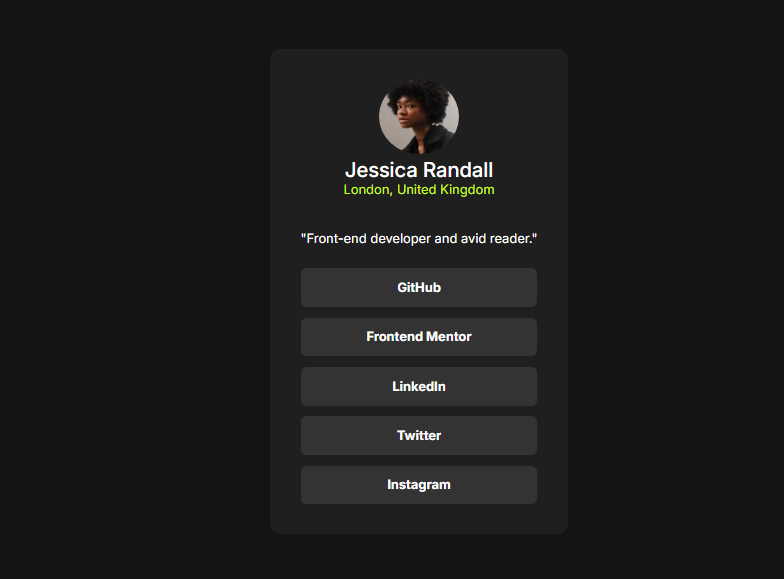 Jessica Randall
London, United Kingdom
"Front-end developer and avid reader."
GitHub
Frontend Mentor
LinkedIn
Twitter
Instagram